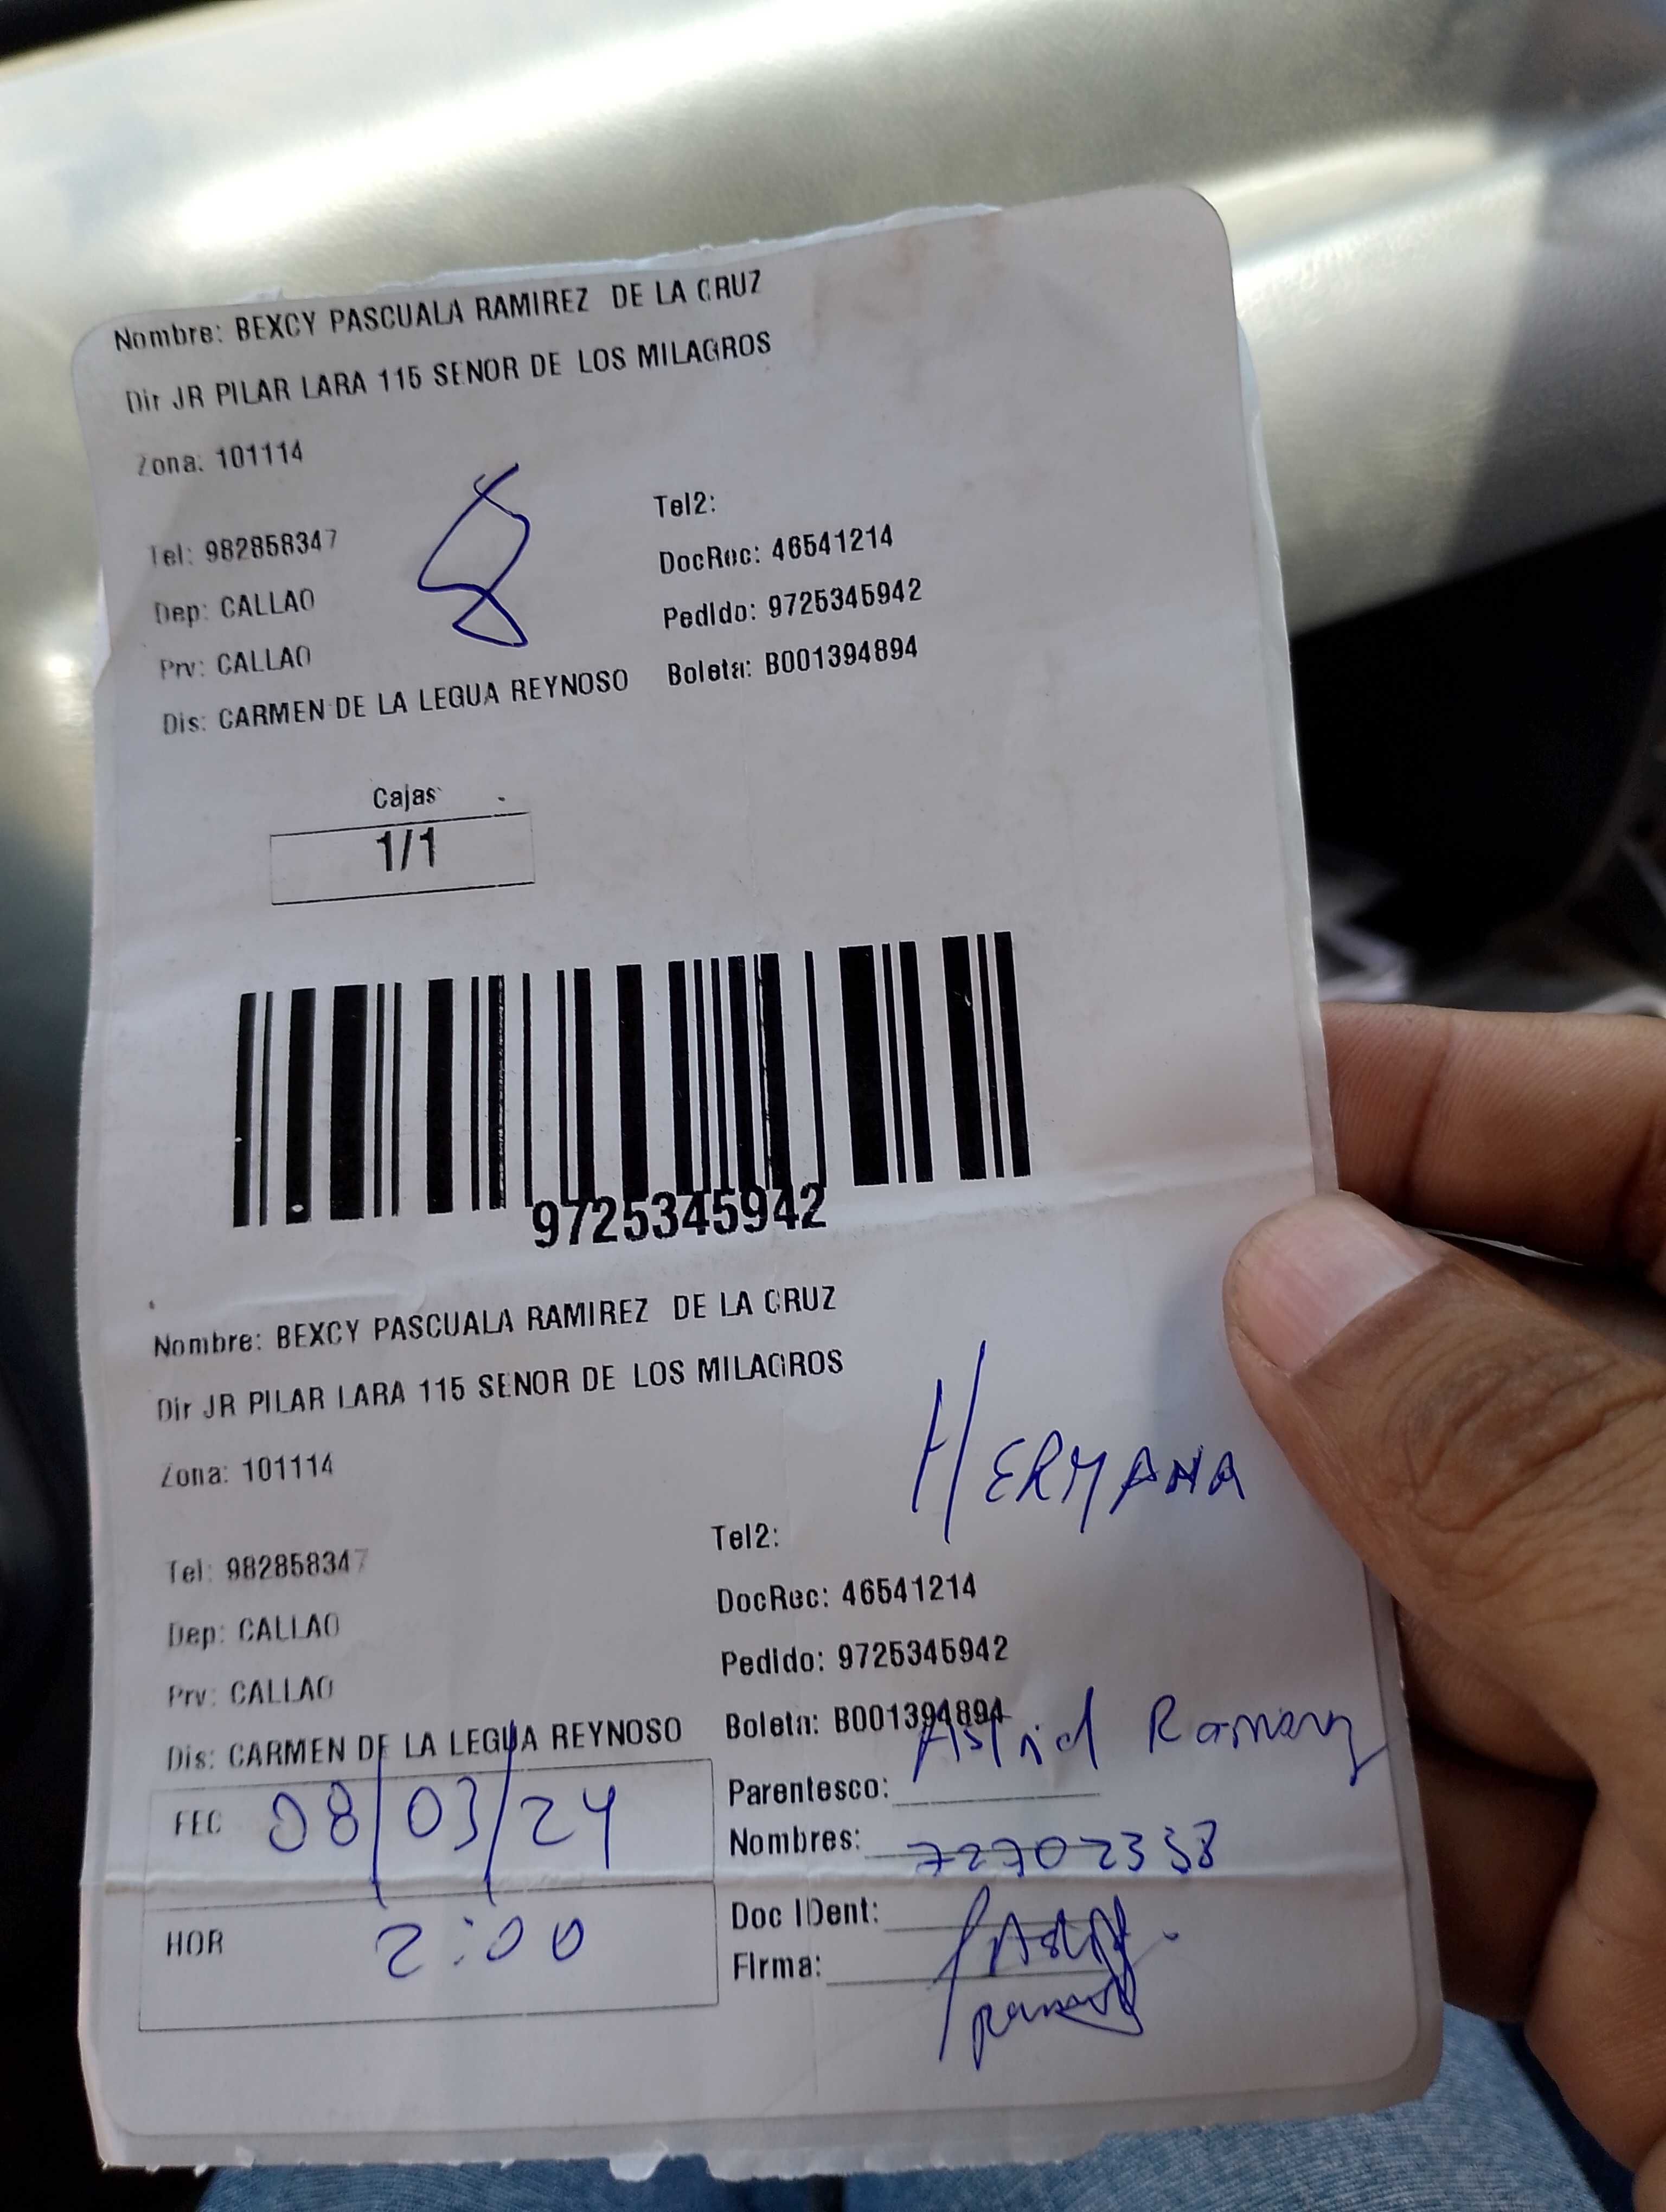 Nombre: BEXCY PASCUALA RAMIREZ DE LA CRUZ
Dir JR PILAR LARA 115 SENOR DE LOS MILAGROS
Zona: 101114
Tel: 982858347 Tel2:
DocRec: 46541214
Dep: CALLAO Pedido: 9725345942
Prv: CALLAO Boleta: B001394894
Dis: CARMEN DE LA LEGUA REYNOSO
Cajas
1/1
9725345942
Nombre: BEXCY PASCUALA RAMIREZ DE LA CRUZ
Dir JR PILAR LARA 115 SENOR DE LOS MILAGROS
Zona: 101114
HERMANA
Tel: 982858347 Tel2:
DocRec: 46541214
Dep: CALLAO Pedido: 9725345942
Prv: CALLAO Boleta: B001394894
Dis: CARMEN DE LA LEGUA REYNOSO
Astrid Ramirez
FEC 08/03/24 Parentesco:
Nombres: 72702338
HOR 2:00 Doc IDent:
Firma: